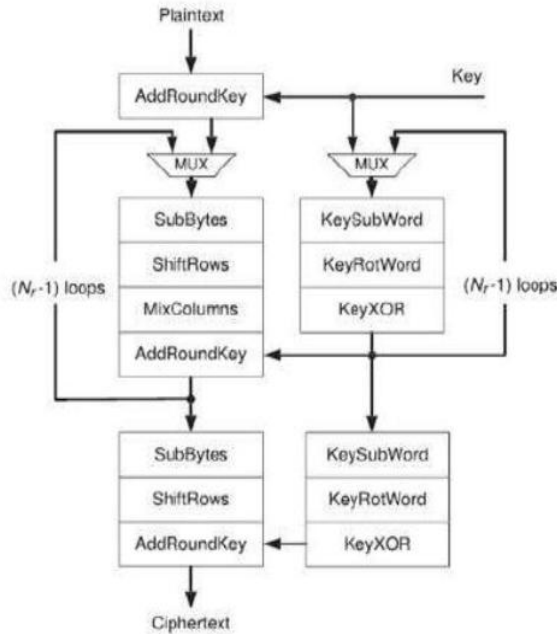 Plaintext
Key
AddRoundKey
MUX
MUX
SubBytes
KeySubWord
ShiftRows
KeyRotWord
(Nr-1) loops
(Nr-1) loops
MixColumns
KeyXOR
AddRoundKey
SubBytes
KeySubWord
ShiftRows
KeyRotWord
AddRoundKey
KeyXOR
Ciphertext